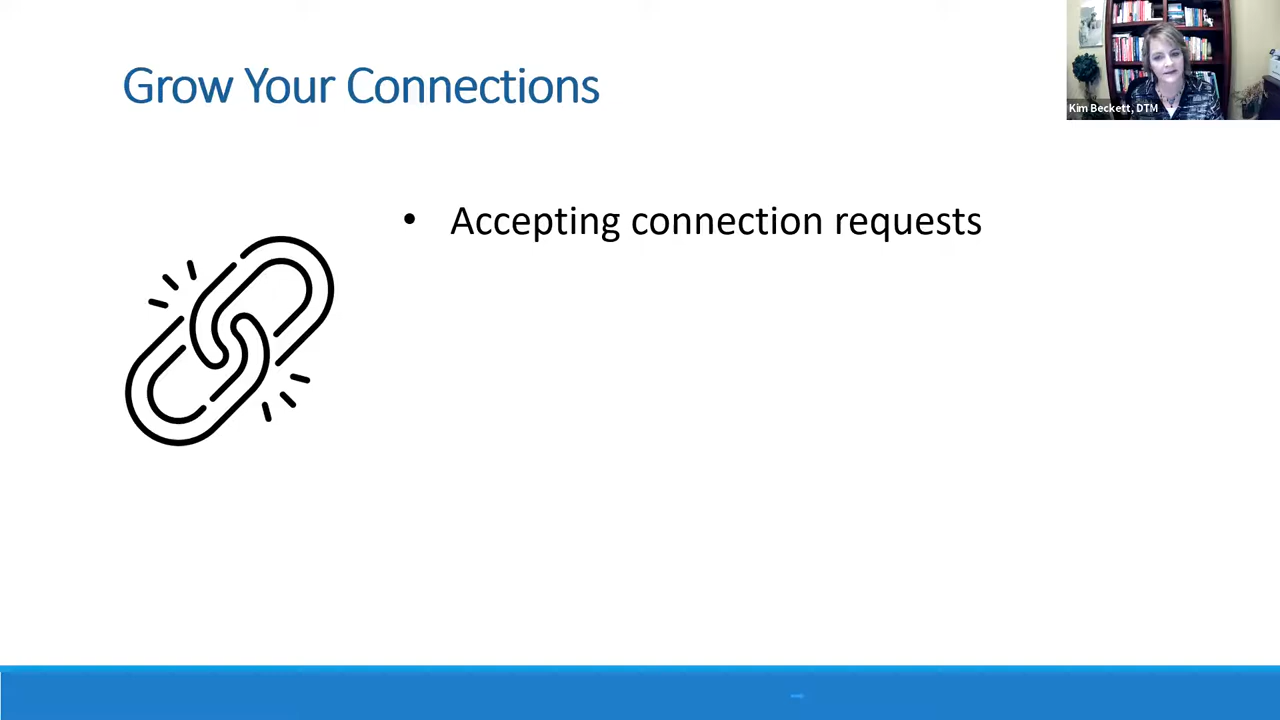 Grow Your Connections
Kim Beckett, DTM
• Accepting connection requests